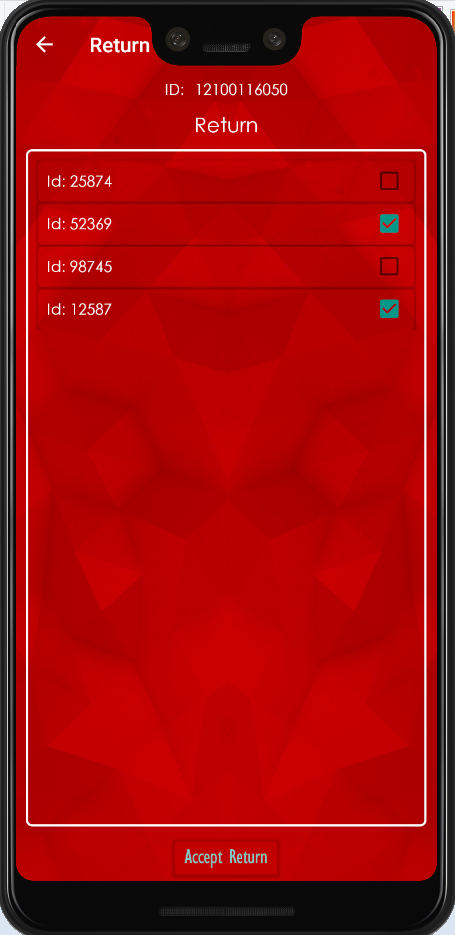 Return
ID: 12100116050
Return
Id: 25874
Id: 52369
Id: 98745
Id: 12587
Accept Return